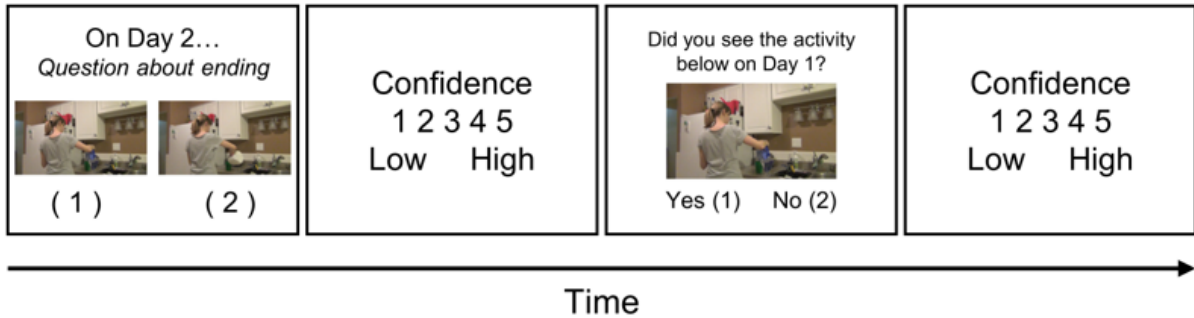 On Day 2…
Question about ending
( 1 ) ( 2 )
Confidence
1 2 3 4 5
Low High
Did you see the activity
below on Day 1?
Yes (1) No (2)
Confidence
1 2 3 4 5
Low High
Time